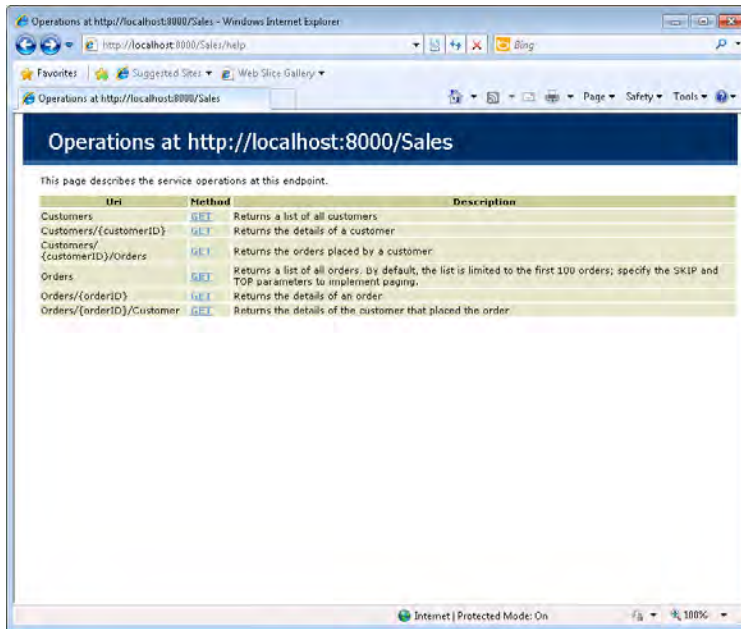 Operations at http://localhost:8000/Sales - Windows Internet Explorer
http://localhost:8000/Sales/help
Bing
Favorites
Suggested Sites
Web Slice Gallery
Operations at http://localhost:8000/Sales
Page
Safety
Tools
Operations at http://localhost:8000/Sales
This page describes the service operations at this endpoint.
Uri Method Description
Customers GET Returns a list of all customers
Customers/{customerID} GET Returns the details of a customer
Customers/
{customerID}/Orders GET Returns the orders placed by a customer
Orders GET Returns a list of all orders. By default, the list is limited to the first 100 orders; specify the SKIP and
TOP parameters to implement paging.
Orders/{orderID} GET Returns the details of an order
Orders/{orderID}/Customer GET Returns the details of the customer that placed the order
Internet | Protected Mode: On
100%